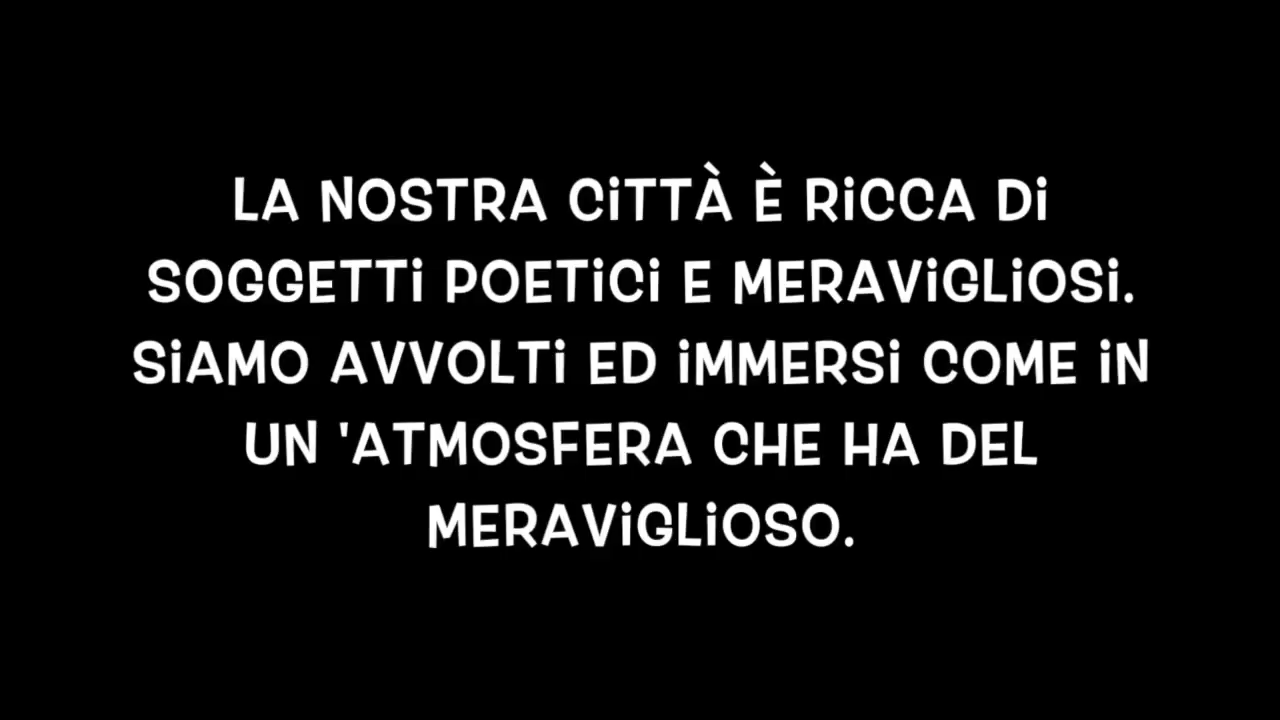 LA NOSTRA CiTTÀ È RiCCA Di
SOGGETTi POETiCi E MERAViGLiOSi.
SiAMO AVVOLTi ED iMMERSi COME iN
UN 'ATMOSFERA CHE HA DEL
MERAViGLiOSO.